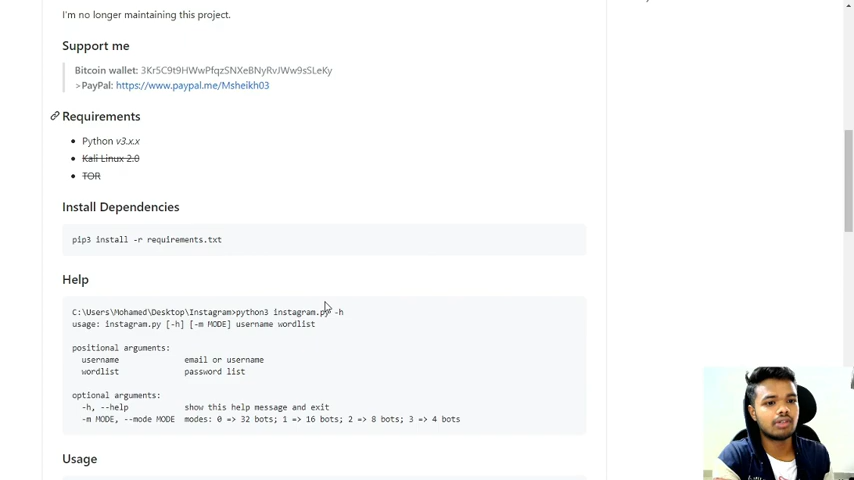 I'm no longer maintaining this project.
Support me
Bitcoin wallet: 3Kr5C9t9HWwPfqzSNXeBNyRvJWw9sSLeKy
>PayPal: https://www.paypal.me/Msheikh03
Requirements
Python v3.x.x
Kali Linux 2.0
TOR
Install Dependencies
pip3 install -r requirements.txt
Help
C:\Users\Mohamed\Desktop\Instagram>python3 instagram.py -h
usage: instagram.py [-h] [-m MODE] username wordlist
positional arguments:
username email or username
wordlist password list
optional arguments:
-h, --help show this help message and exit
-m MODE, --mode MODE modes: 0 => 32 bots; 1 => 16 bots; 2 => 8 bots; 3 => 4 bots
Usage